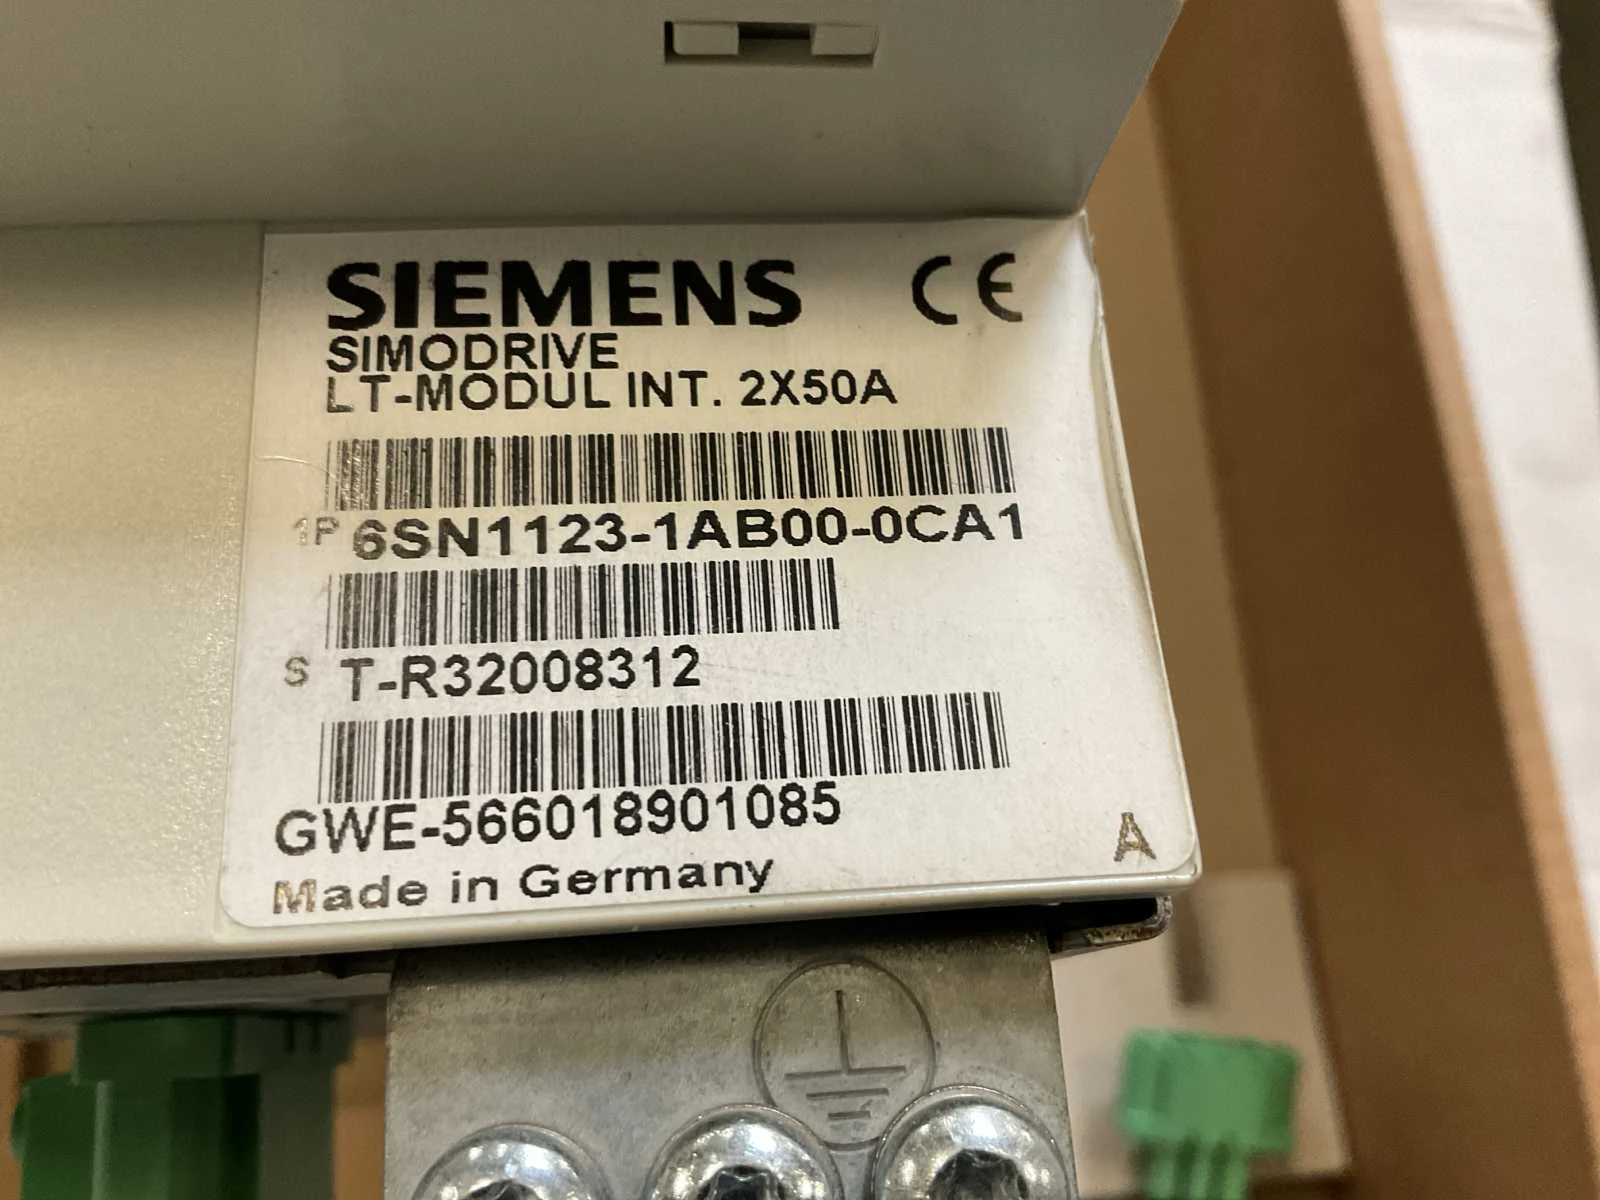 SIEMENS CE
SIMODRIVE
LT-MODUL INT. 2X50A
1P 6SN1123-1AB00-0CA1
S T-R32008312
GWE-566018901085
Made in Germany
A